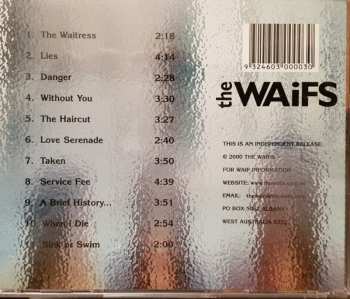 1. The Waitress 2:18
2. Lies 4:14
3. Danger 2:28
4. Without You 3:30
5. The Haircut 3:27
6. Love Serenade 2:40
7. Taken 3:50
8. Service Fee 4:39
9. A Brief History... 3:51
10. When I Die 2:54
11. Sink or Swim 2:00
9 324603 000030
the WAiFS
THIS IS AN INDEPENDENT RELEASE
© 2000 THE WAIFS
FOR WAIF INFORMATION
WEBSITE:
EMAIL:
PO BOX ALBANY
WEST AUSTRALIA